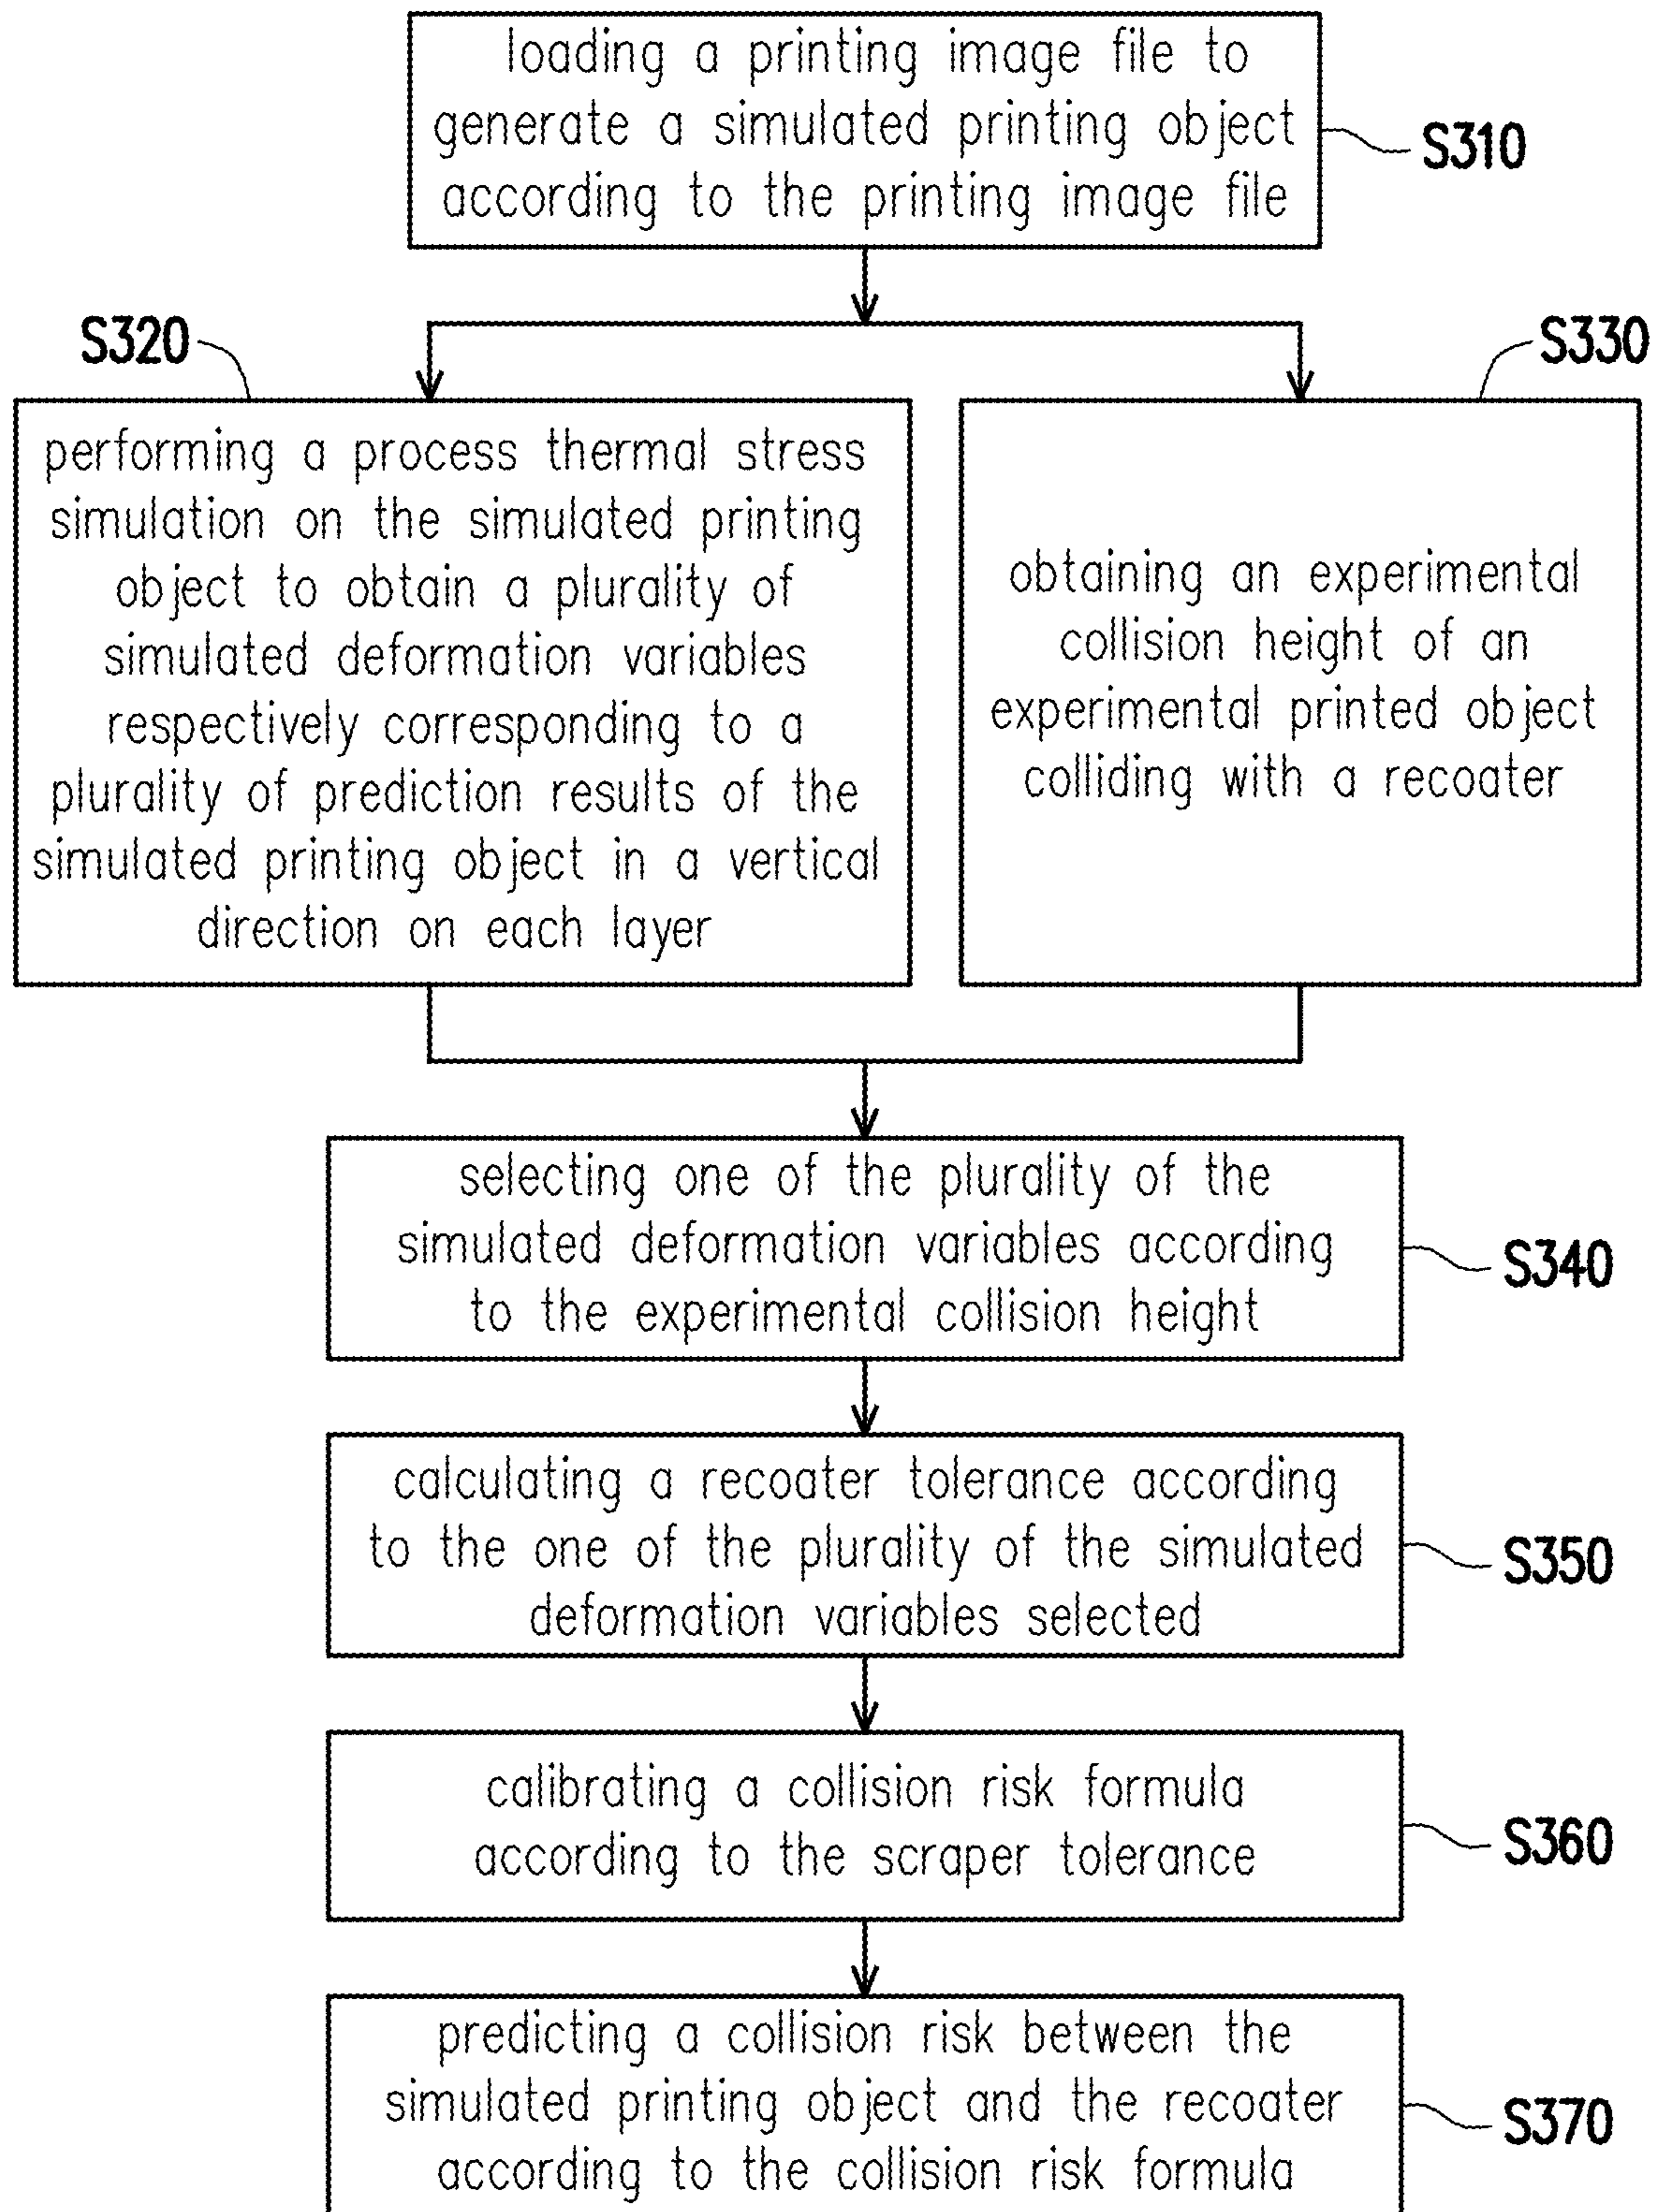 loading a printing image file to
generate a simulated printing object
according to the printing image file
S310
S320
S330
performing a process thermal stress
simulation on the simulated printing
object to obtain a plurality of
simulated deformation variables
respectively corresponding to a
plurality of prediction results of the
simulated printing object in a vertical
direction on each layer
obtaining an experimental
collision height of an
experimental printed object
colliding with a recoater
selecting one of the plurality of the
simulated deformation variables according
to the experimental collision height
S340
calculating a recoater tolerance according
to the one of the plurality of the simulated
deformation variables selected
S350
calibrating a collision risk formula
according to the scraper tolerance
S360
predicting a collision risk between the
simulated printing object and the recoater
according to the collision risk formula
S370